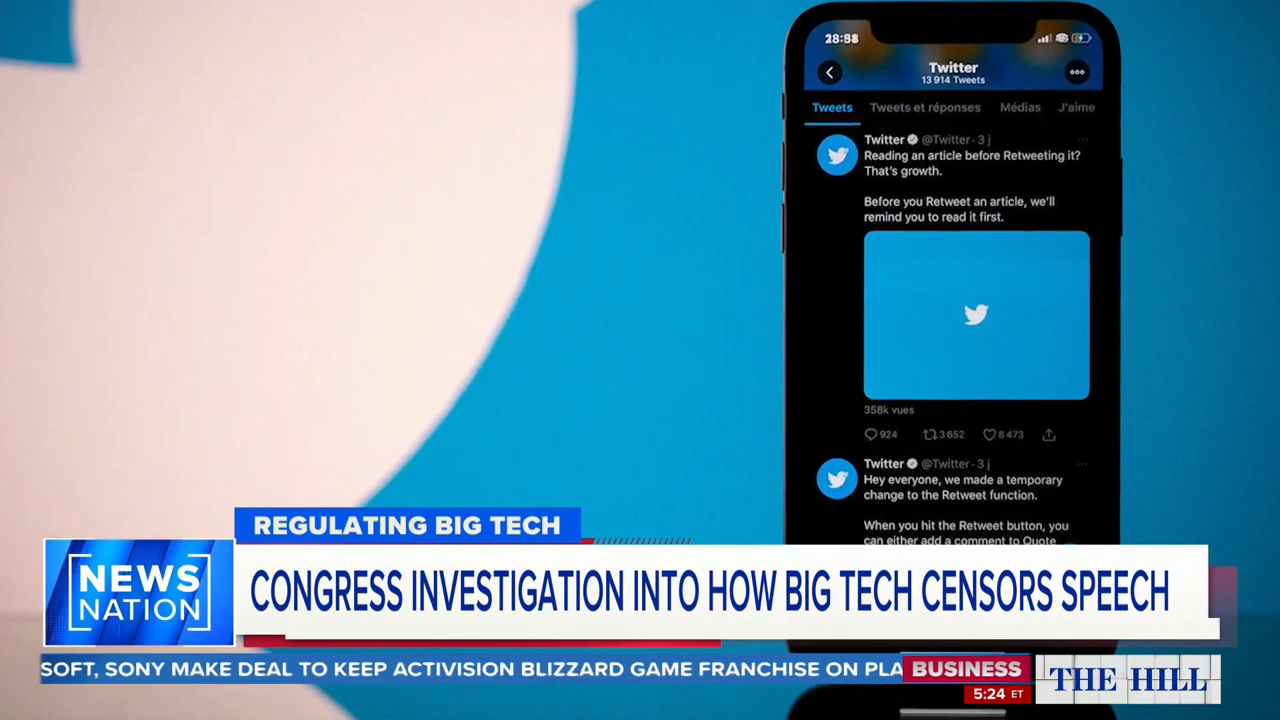 28:58
Twitter
13 914 Tweets
Tweets Tweets et réponses Médias J'aime
Twitter @Twitter · 3 j
Reading an article before Retweeting it?
That's growth.
Before you Retweet an article, we'll
remind you to read it first.
358k vues
924 3 652 8 473
Twitter @Twitter · 3 j
Hey everyone, we made a temporary
change to the Retweet function.
When you hit the Retweet button, you
can either add a comment to Quote
REGULATING BIG TECH
NEWS
NATION
CONGRESS INVESTIGATION INTO HOW BIG TECH CENSORS SPEECH
SOFT, SONY MAKE DEAL TO KEEP ACTIVISION BLIZZARD GAME FRANCHISE ON PLA
BUSINESS
5:24 ET
THE HILL